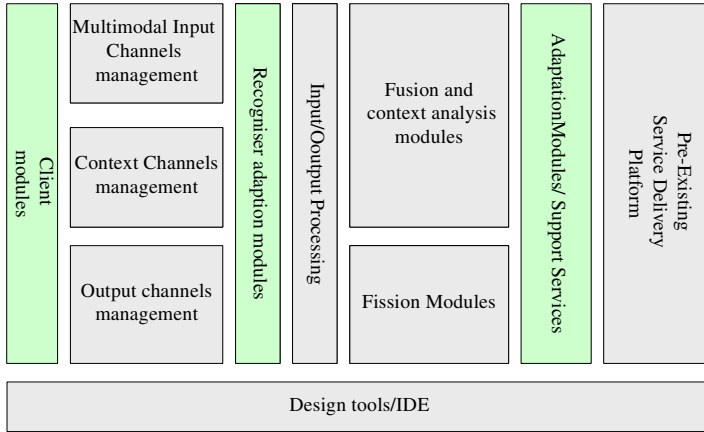 Client
modules
Multimodal Input
Channels
management
Context Channels
management
Output channels
management
Recogniser adaption modules
Input/Ooutput Processing
Fusion and
context analysis
modules
Fission Modules
AdaptationModules/ Support Services
Pre-Existing
Service Delivery
Platform
Design tools/IDE